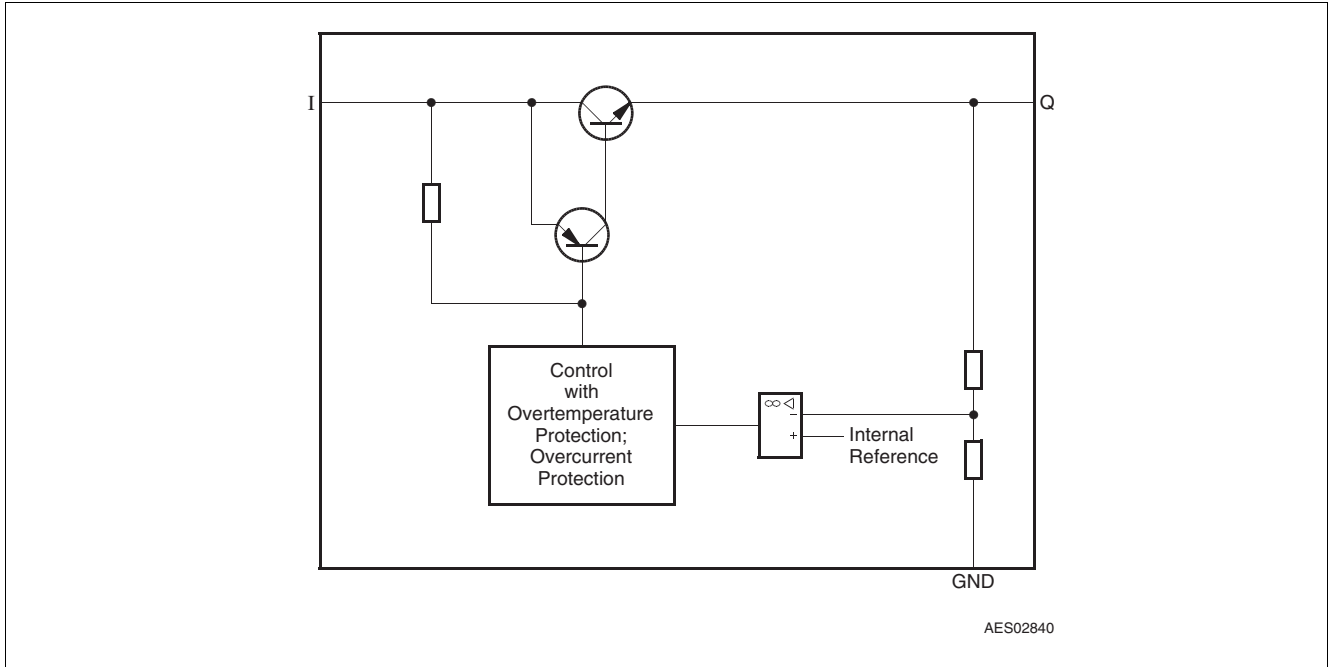 I
Q
Control
with
Overtemperature
Protection;
Overcurrent
Protection
∞ ◁
−
+
Internal
Reference
GND
AES02840